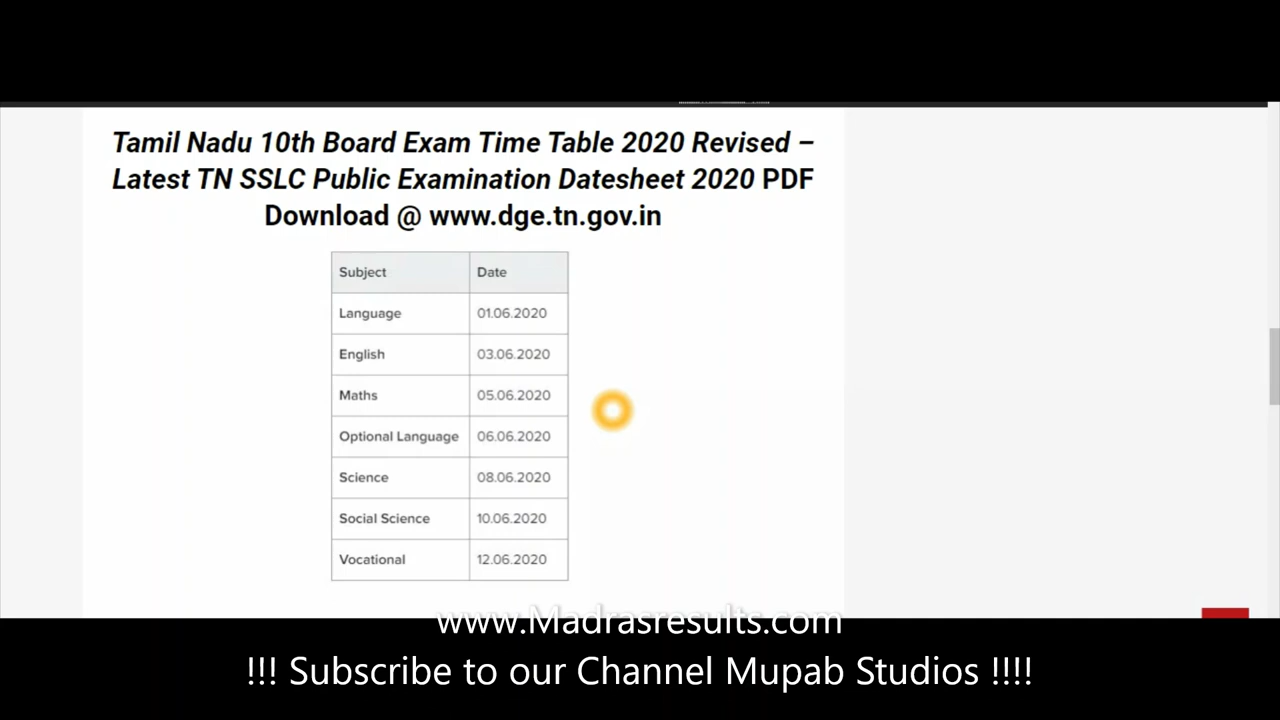 Tamil Nadu 10th Board Exam Time Table 2020 Revised –
Latest TN SSLC Public Examination Datesheet 2020 PDF
Download @ www.dge.tn.gov.in
Subject Date
Language 01.06.2020
English 03.06.2020
Maths 05.06.2020
Optional Language 06.06.2020
Science 08.06.2020
Social Science 10.06.2020
Vocational 12.06.2020
www.Madrasresults.com
!!! Subscribe to our Channel Mupab Studios !!!!